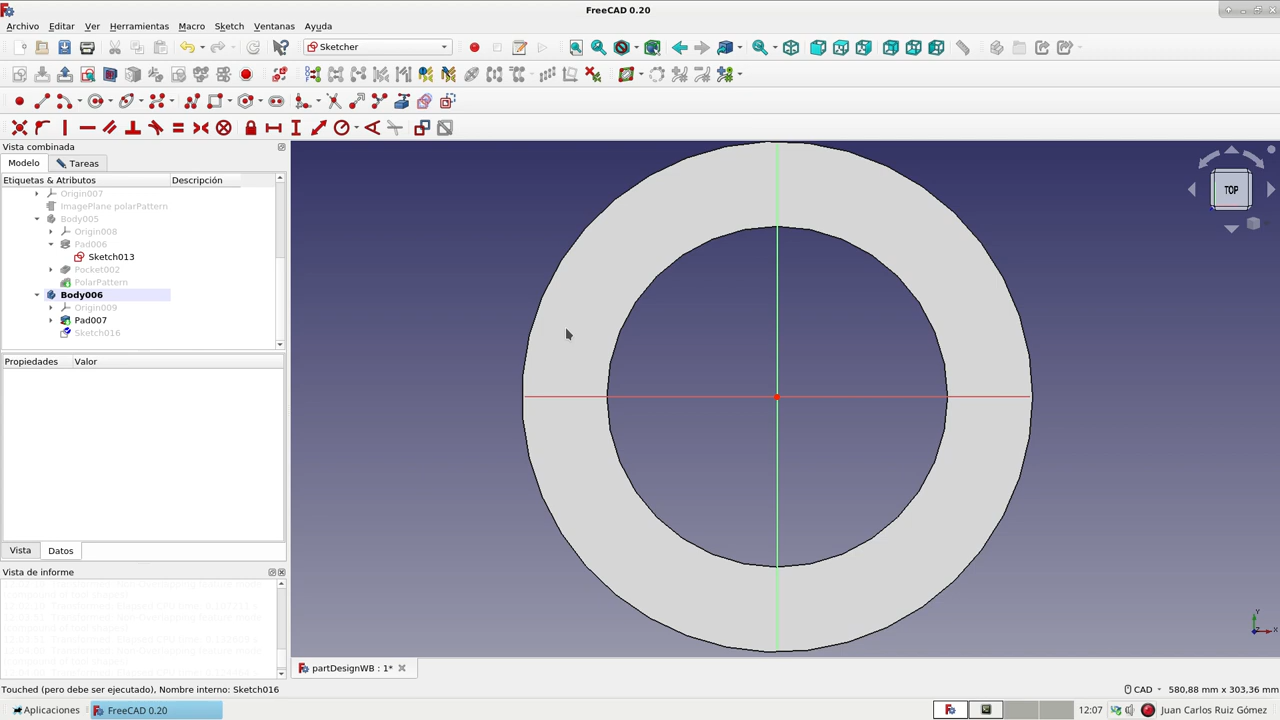 FreeCAD 0.20
Archivo Editar Ver Herramientas Macro Sketch Ventanas Ayuda
Sketcher
Vista combinada
Modelo Tareas
Etiquetas & Atributos Descripción
Origin007
ImagePlane polarPattern
Body005
Origin008
Pad006
Sketch013
Pocket002
PolarPattern
Body006
Origin009
Pad007
Sketch016
Propiedades Valor
Vista Datos
Vista de informe
TOP
Y
X
partDesignWB : 1*
Touched (pero debe ser ejecutado), Nombre interno: Sketch016
CAD 580,88 mm x 303,36 mm
Aplicaciones FreeCAD 0.20 12:07 Juan Carlos Ruiz Gómez